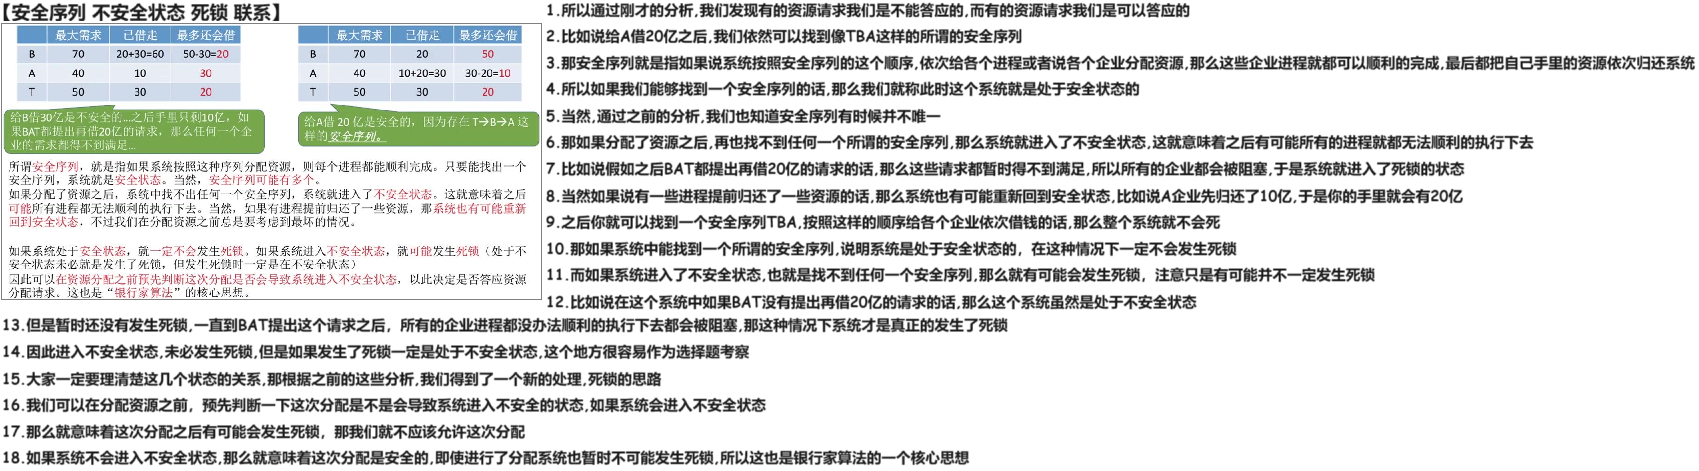 【安全序列 不安全状态 死锁 联系】
最大需求 已借走 最多还会借
B 70 20+30=60 50-30=20
A 40 10 30
T 50 30 20
给B借30亿是不安全的...之后手里只剩10亿，如
果BAT都提出再借20亿的请求，那么任何一个企
业的需求都得不到满足...
最大需求 已借走 最多还会借
B 70 20 50
A 40 10+20=30 30-20=10
T 50 30 20
给A借 20 亿是安全的，因为存在 T→B→A 这
样的安全序列。
所谓安全序列，就是指如果系统按照这种序列分配资源，则每个进程都能顺利完成。只要能找出一个
安全序列，系统就是安全状态。当然，安全序列可能有多个。
如果分配了资源之后，系统中找不出任何一个安全序列，系统就进入了不安全状态。这就意味着之后
可能所有进程都无法顺利的执行下去。当然，如果有进程提前归还了一些资源，那系统也有可能重新
回到安全状态，不过我们在分配资源之前总是要考虑到最坏的情况。
如果系统处于安全状态，就一定不会发生死锁。如果系统进入不安全状态，就可能发生死锁（处于不
安全状态未必就是发生了死锁，但发生死锁时一定是在不安全状态）
因此可以在资源分配之前预先判断这次分配是否会导致系统进入不安全状态，以此决定是否答应资源
分配请求。这也是“银行家算法”的核心思想。
1.所以通过刚才的分析,我们发现有的资源请求我们是不能答应的,而有的资源请求我们是可以答应的
2.比如说给A借20亿之后,我们依然可以找到像TBA这样的所谓的安全序列
3.那安全序列就是指如果说系统按照安全序列的这个顺序,依次给各个进程或者说各个企业分配资源,那么这些企业进程就都可以顺利的完成,最后都把自己手里的资源依次归还系统
4.所以如果我们能够找到一个安全序列的话,那么我们就称此时这个系统就是处于安全状态的
5.当然,通过之前的分析,我们也知道安全序列有时候并不唯一
6.那如果分配了资源之后,再也找不到任何一个所谓的安全序列,那么系统就进入了不安全状态,这就意味着之后有可能所有的进程就都无法顺利的执行下去
7.比如说假如之后BAT都提出再借20亿的请求的话,那么这些请求都暂时得不到满足,所以所有的企业都会被阻塞,于是系统就进入了死锁的状态
8.当然如果说有一些进程提前归还了一些资源的话,那么系统也有可能重新回到安全状态,比如说A企业先归还了10亿,于是你的手里就会有20亿
9.之后你就可以找到一个安全序列TBA,按照这样的顺序给各个企业依次借钱的话,那么整个系统就不会死
10.那如果系统中能找到一个所谓的安全序列,说明系统是处于安全状态的，在这种情况下一定不会发生死锁
11.而如果系统进入了不安全状态,也就是找不到任何一个安全序列,那么就有可能会发生死锁，注意只是有可能并不一定发生死锁
12.比如说在这个系统中如果BAT没有提出再借20亿的请求的话,那么这个系统虽然是处于不安全状态
13.但是暂时还没有发生死锁,一直到BAT提出这个请求之后，所有的企业进程都没办法顺利的执行下去都会被阻塞,那这种情况下系统才是真正的发生了死锁
14.因此进入不安全状态,未必发生死锁,但是如果发生了死锁一定是处于不安全状态,这个地方很容易作为选择题考察
15.大家一定要理清楚这几个状态的关系,那根据之前的这些分析,我们得到了一个新的处理,死锁的思路
16.我们可以在分配资源之前，预先判断一下这次分配是不是会导致系统进入不安全的状态,如果系统会进入不安全状态
17.那么就意味着这次分配之后有可能会发生死锁，那我们就不应该允许这次分配
18.如果系统不会进入不安全状态,那么就意味着这次分配是安全的,即使进行了分配系统也暂时不可能发生死锁,所以这也是银行家算法的一个核心思想